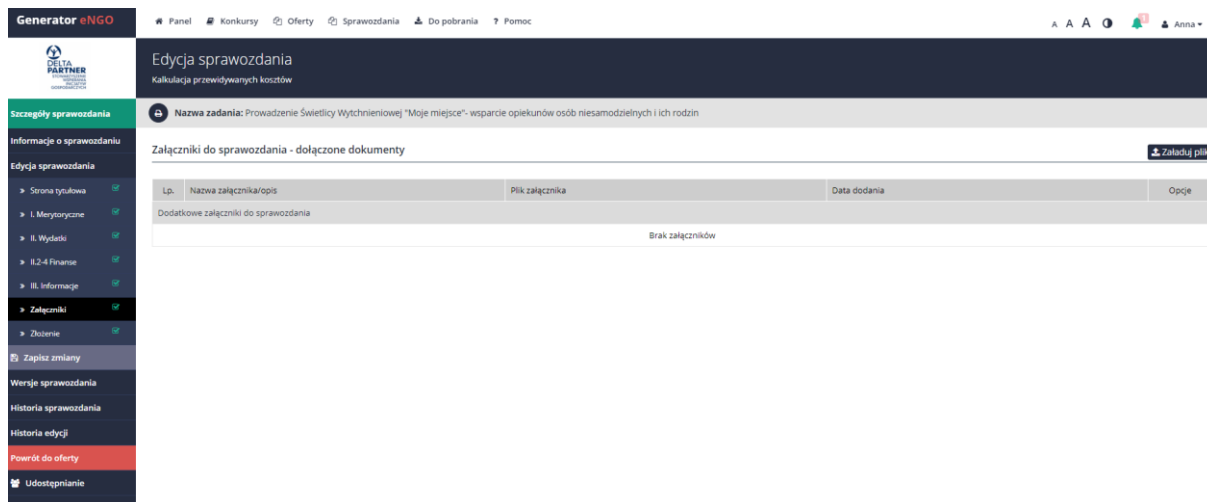 Generator eNGO
Panel Konkursy Oferty Sprawozdania Do pobrania ? Pomoc
A A A Anna
DELTA
PARTNER
Edycja sprawozdania
Kalkulacja przewidywanych kosztów
Szczegóły sprawozdania
Nazwa zadania: Prowadzenie Świetlicy Wytchnieniowej "Moje miejsce"- wsparcie opiekunów osób niesamodzielnych i ich rodzin
Informacje o sprawozdaniu
Załączniki do sprawozdania - dołączone dokumenty
Załaduj plik
Edycja sprawozdania
» Strona tytułowa
» I. Merytoryczne
» II. Wydatki
» II.2-4 Finanse
» III. Informacje
» Załączniki
» Złożenie
Lp. Nazwa załącznika/opis Plik załącznika Data dodania Opcje
Dodatkowe załączniki do sprawozdania
Brak załączników
Zapisz zmiany
Wersje sprawozdania
Historia sprawozdania
Historia edycji
Powrót do oferty
Udostępnianie